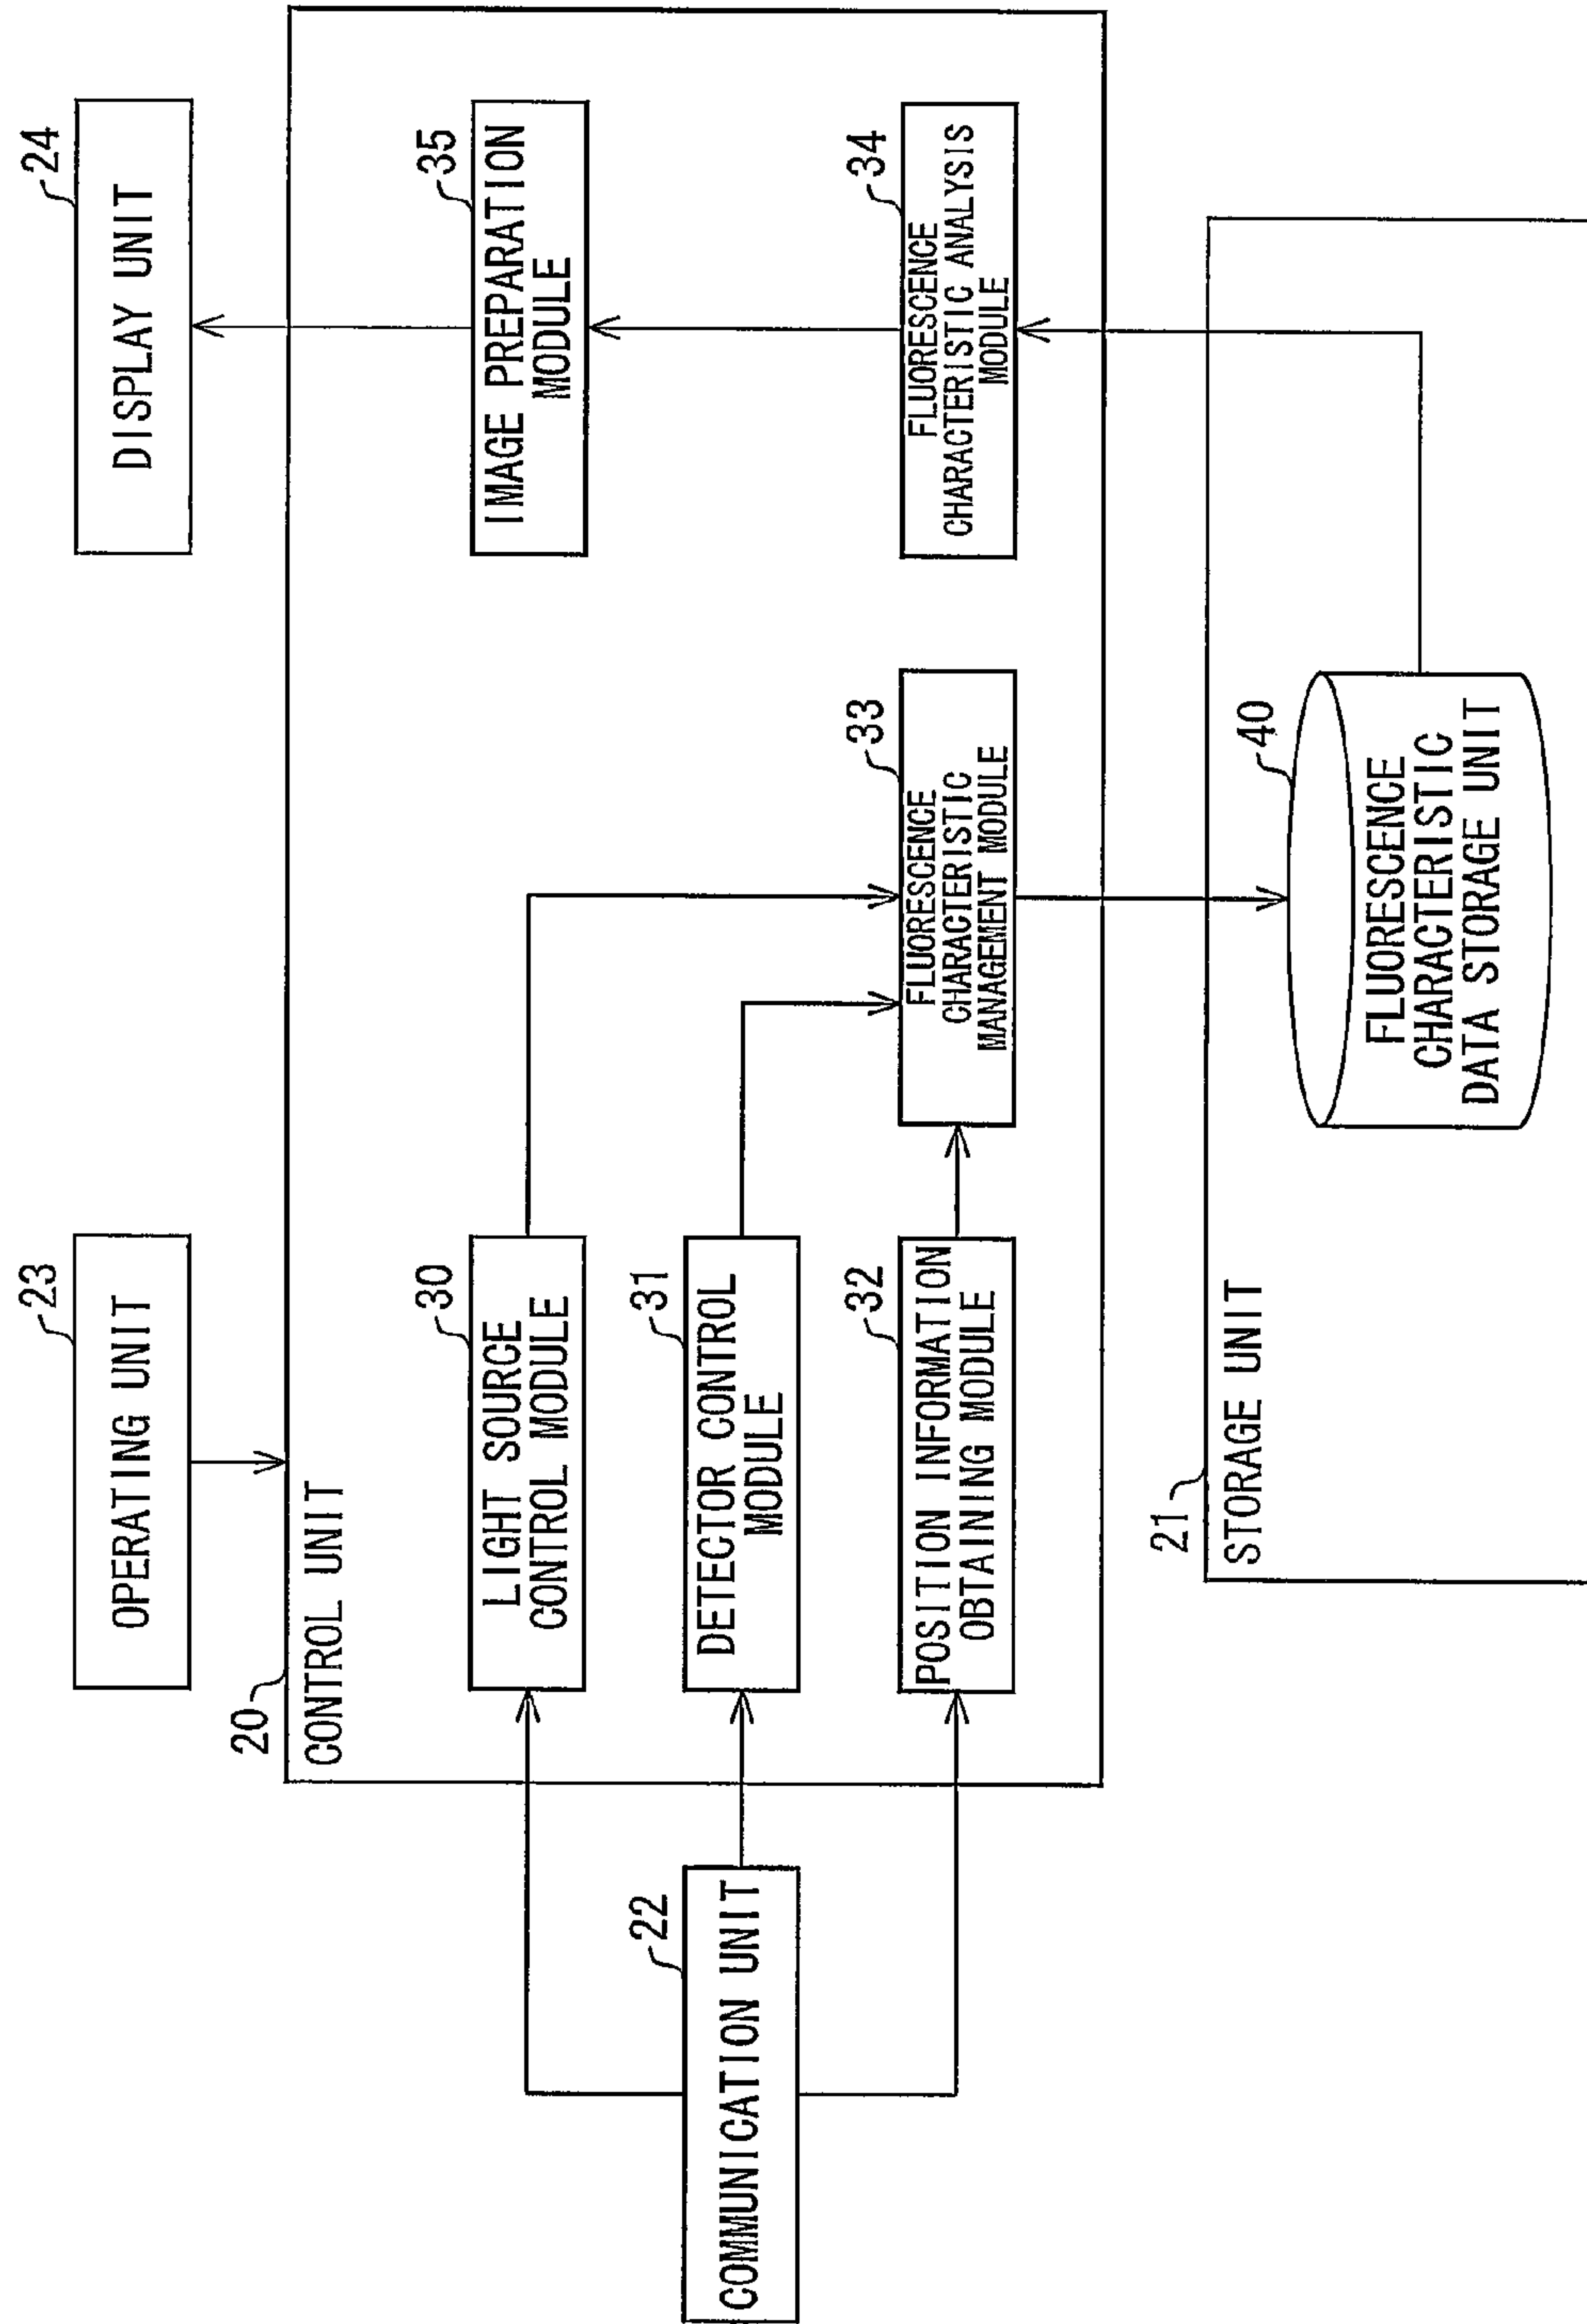 23
OPERATING UNIT
24
DISPLAY UNIT
20
CONTROL UNIT
30
LIGHT SOURCE
CONTROL MODULE
35
IMAGE PREPARATION
MODULE
22
COMMUNICATION UNIT
31
DETECTOR CONTROL
MODULE
32
POSITION INFORMATION
OBTAINING MODULE
33
FLUORESCENCE
CHARACTERISTIC
MANAGEMENT MODULE
34
FLUORESCENCE
CHARACTERISTIC ANALYSIS
MODULE
21
STORAGE UNIT
40
FLUORESCENCE
CHARACTERISTIC
DATA STORAGE UNIT